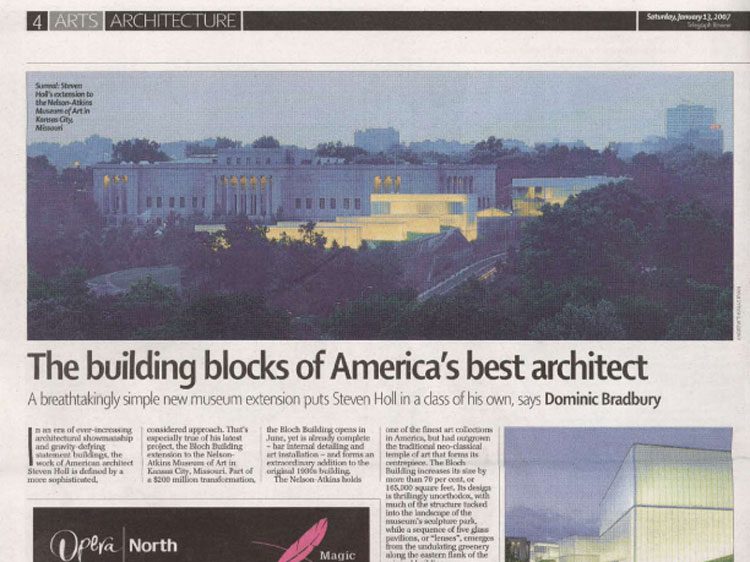 4 ARTS ARCHITECTURE
Saturday, January 13, 2007
Telegraph Review
Surreal: Steven
Holl's extension to
the Nelson-Atkins
Museum of Art in
Kansas City,
Missouri
The building blocks of America's best architect
A breathtakingly simple new museum extension puts Steven Holl in a class of his own, says Dominic Bradbury
In an era of ever-increasing
architectural showmanship
and gravity-defying
statement buildings, the
work of American architect
Steven Holl is defined by a
more sophisticated,
considered approach. That's
especially true of his latest
project, the Bloch Building
extension to the Nelson-
Atkins Museum of Art in
Kansas City, Missouri. Part of
a $200 million transformation,
the Bloch Building opens in
June, yet is already complete
– bar internal detailing and
art installation – and forms an
extraordinary addition to the
original 1930s building.
The Nelson-Atkins holds
one of the finest art collections
in America, but had outgrown
the traditional neo-classical
temple of art that forms its
centrepiece. The Bloch
Building increases its size by
more than 70 per cent, or
165,000 square feet. Its design
is thrillingly unorthodox, with
much of the structure tucked
into the landscape of the
museum's sculpture park,
while a sequence of five glass
pavilions, or "lenses", emerges
from the undulating greenery
along the eastern flank of the
Opera North
Magic